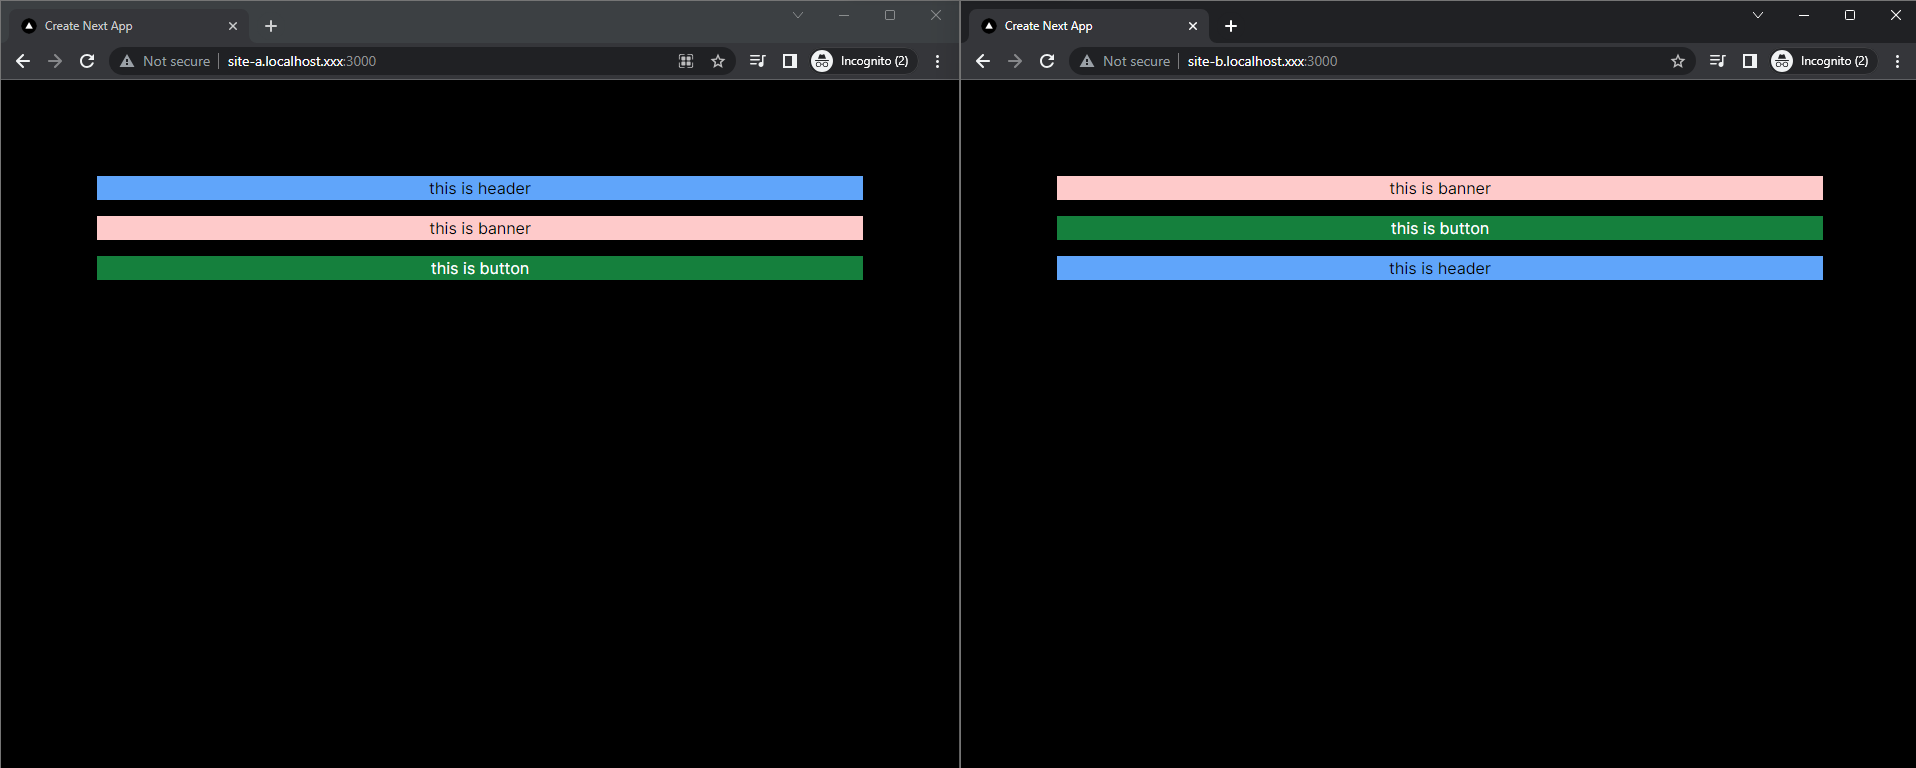 Create Next App
Not secure site-a.localhost.xxx:3000 Incognito (2)
this is header
this is banner
this is button
Create Next App
Not secure site-b.localhost.xxx:3000 Incognito (2)
this is banner
this is button
this is header